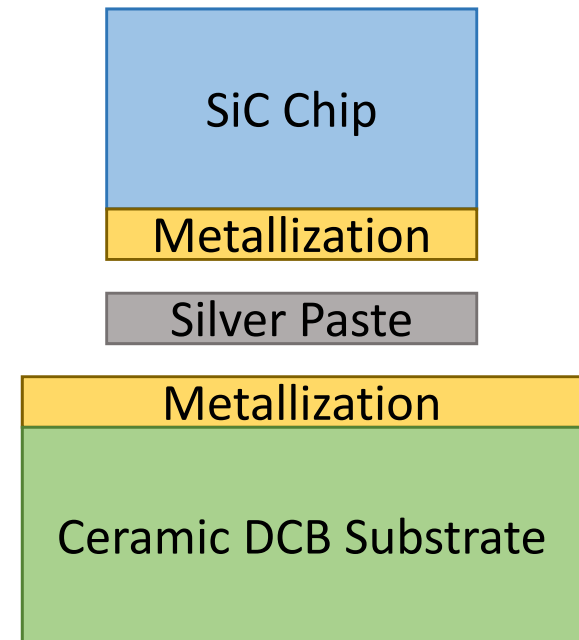 SiC Chip
Metallization
Silver Paste
Metallization
Ceramic DCB Substrate